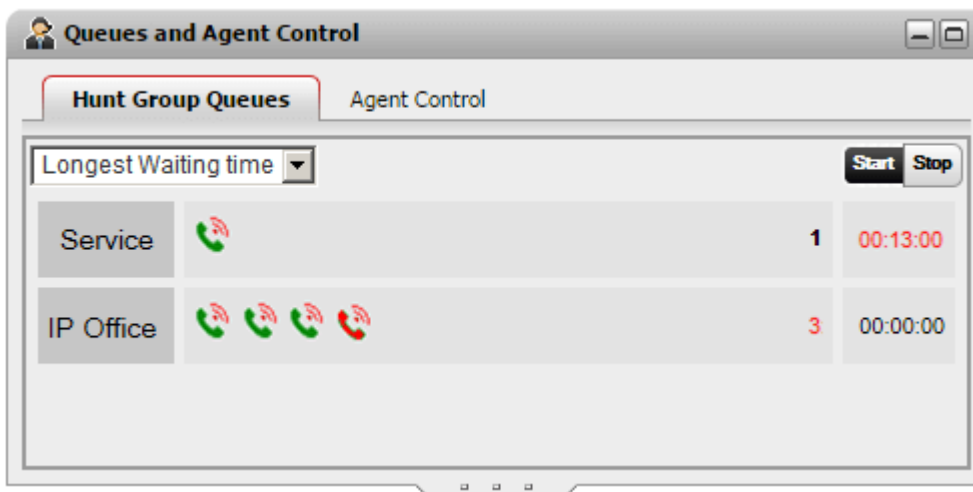 Queues and Agent Control
Hunt Group Queues Agent Control
Longest Waiting time Start Stop
Service 1 00:13:00
IP Office 3 00:00:00